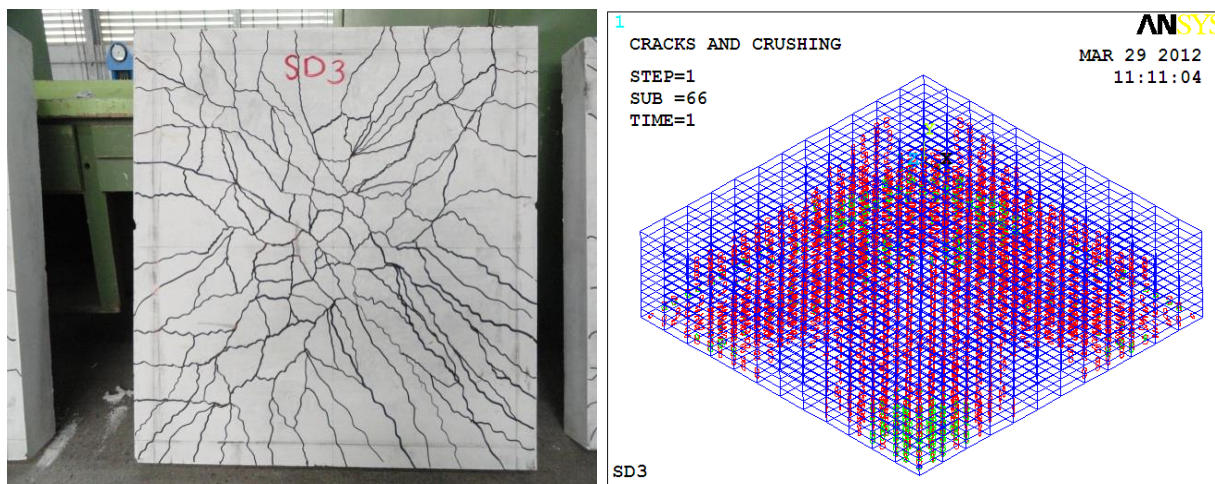 SD3
1
ANSYS
CRACKS AND CRUSHING
MAR 29 2012
STEP=1
11:11:04
SUB =66
TIME=1
Y
Z X
SD3